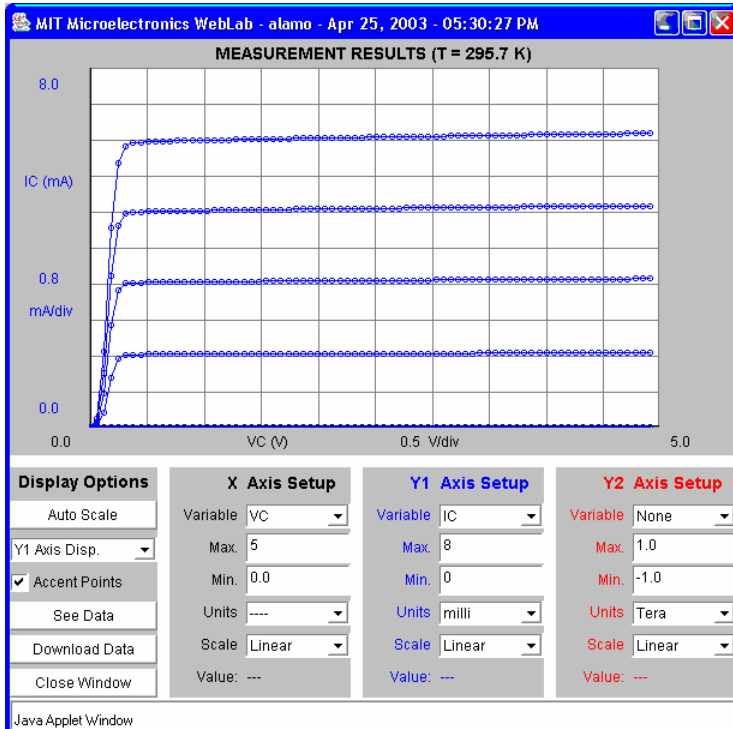 MIT Microelectronics WebLab - alamo - Apr 25, 2003 - 05:30:27 PM
MEASUREMENT RESULTS (T = 295.7 K)
8.0
IC (mA)
0.8
mA/div
0.0
0.0 VC (V) 0.5 V/div 5.0
Display Options
Auto Scale
Y1 Axis Disp.
Accent Points
See Data
Download Data
Close Window
X Axis Setup
Variable VC
Max. 5
Min. 0.0
Units ----
Scale Linear
Value: ---
Y1 Axis Setup
Variable IC
Max. 8
Min. 0
Units milli
Scale Linear
Value: ---
Y2 Axis Setup
Variable None
Max. 1.0
Min. -1.0
Units Tera
Scale Linear
Value: ---
Java Applet Window